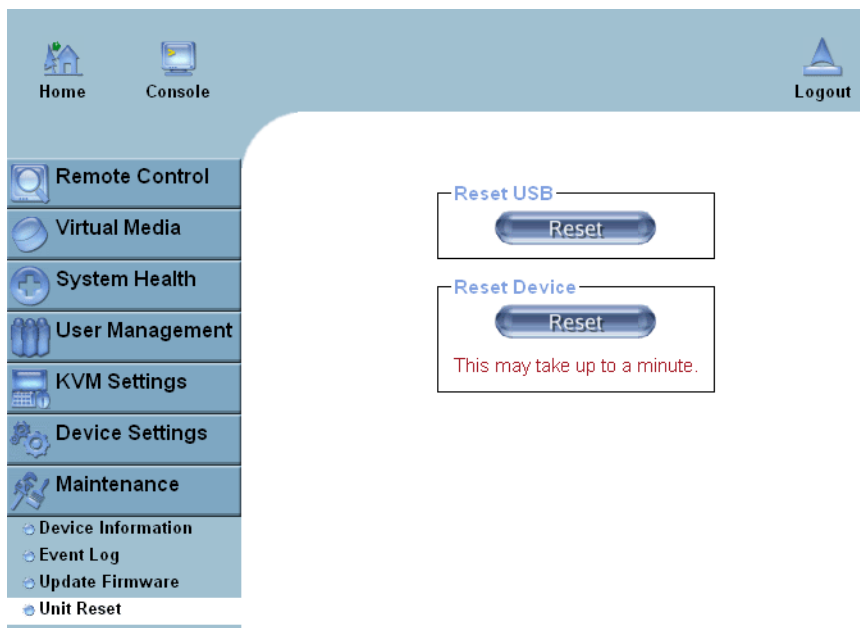 Home
Console
Logout
Remote Control
Virtual Media
System Health
User Management
KVM Settings
Device Settings
Maintenance
Device Information
Event Log
Update Firmware
Unit Reset
Reset USB
Reset
Reset Device
Reset
This may take up to a minute.